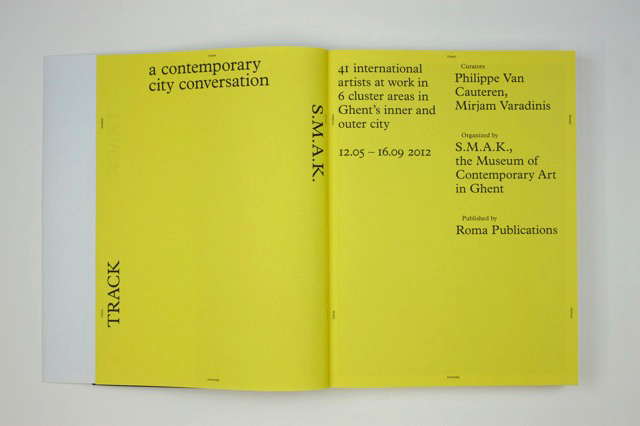 a contemporary
city conversation
TRACK
S.M.A.K.
41 international
artists at work in
6 cluster areas in
Ghent's inner and
outer city
12.05 – 16.09 2012
Curators
Philippe Van
Cauteren,
Mirjam Varadinis
Organized by
S.M.A.K.,
the Museum of
Contemporary Art
in Ghent
Published by
Roma Publications